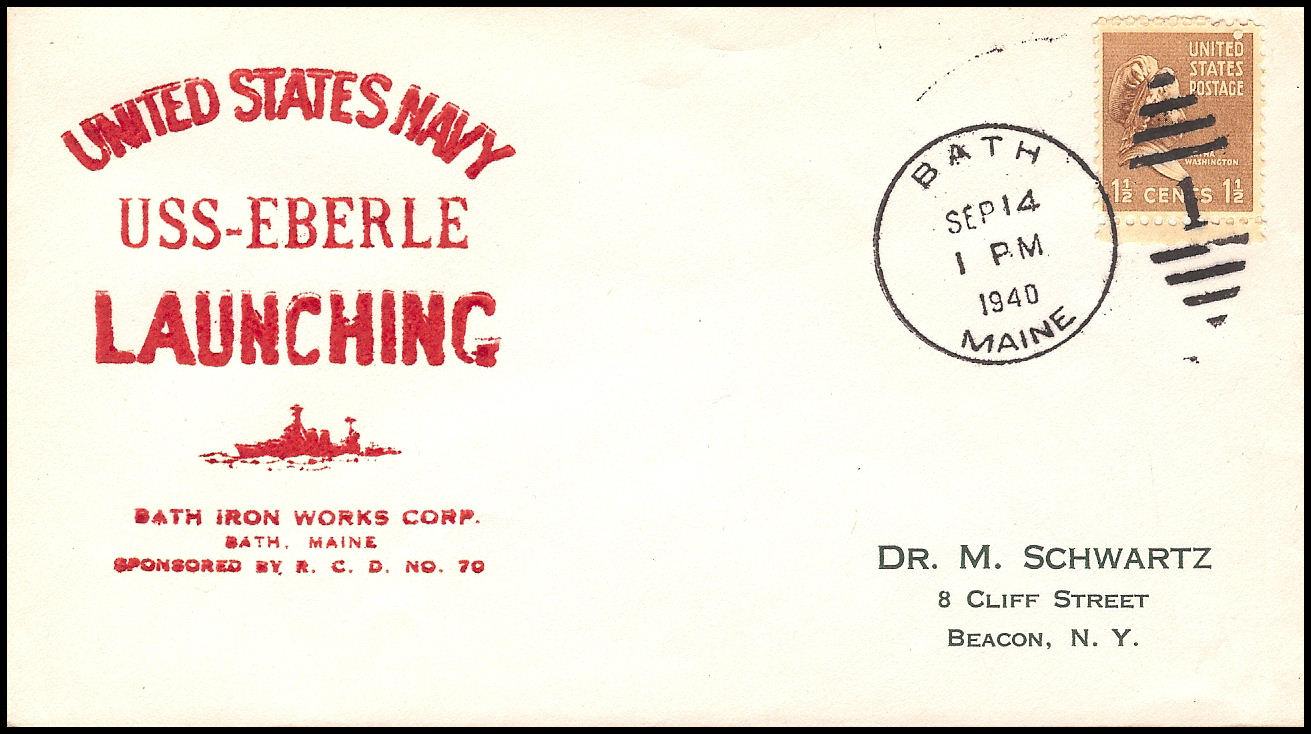 UNITED STATES NAVY
USS-EBERLE
LAUNCHING
BATH IRON WORKS CORP.
BATH, MAINE
SPONSORED BY R. C. D. NO. 70
BATH
SEP 14
1 PM
1940
MAINE
UNITED
STATES
POSTAGE
WASHINGTON
1½ CENTS 1½
1
DR. M. SCHWARTZ
8 CLIFF STREET
BEACON, N. Y.